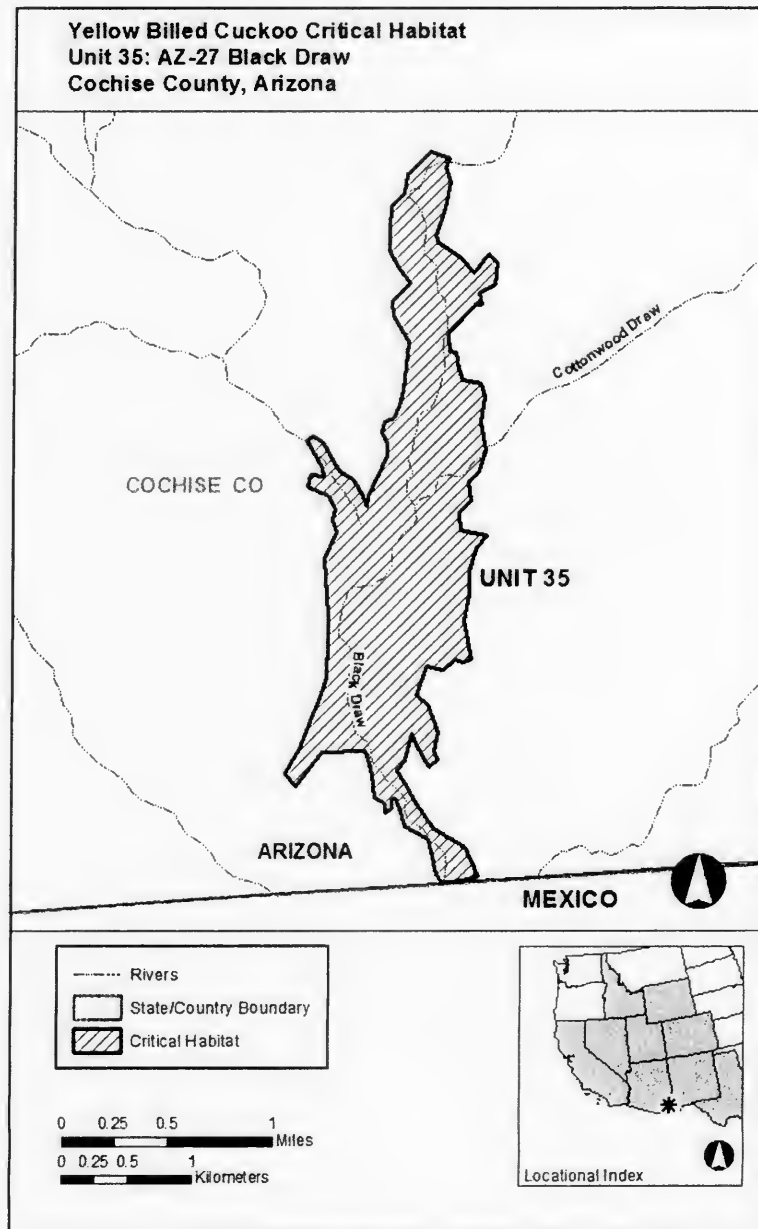 Yellow Billed Cuckoo Critical Habitat
Unit 35: AZ-27 Black Draw
Cochise County, Arizona
Cottonwood Draw
COCHISE CO
UNIT 35
Black Draw
ARIZONA
MEXICO
Rivers
State/Country Boundary
Critical Habitat
0 0.25 0.5 1
Miles
0 0.25 0.5 1
Kilometers
Locational Index